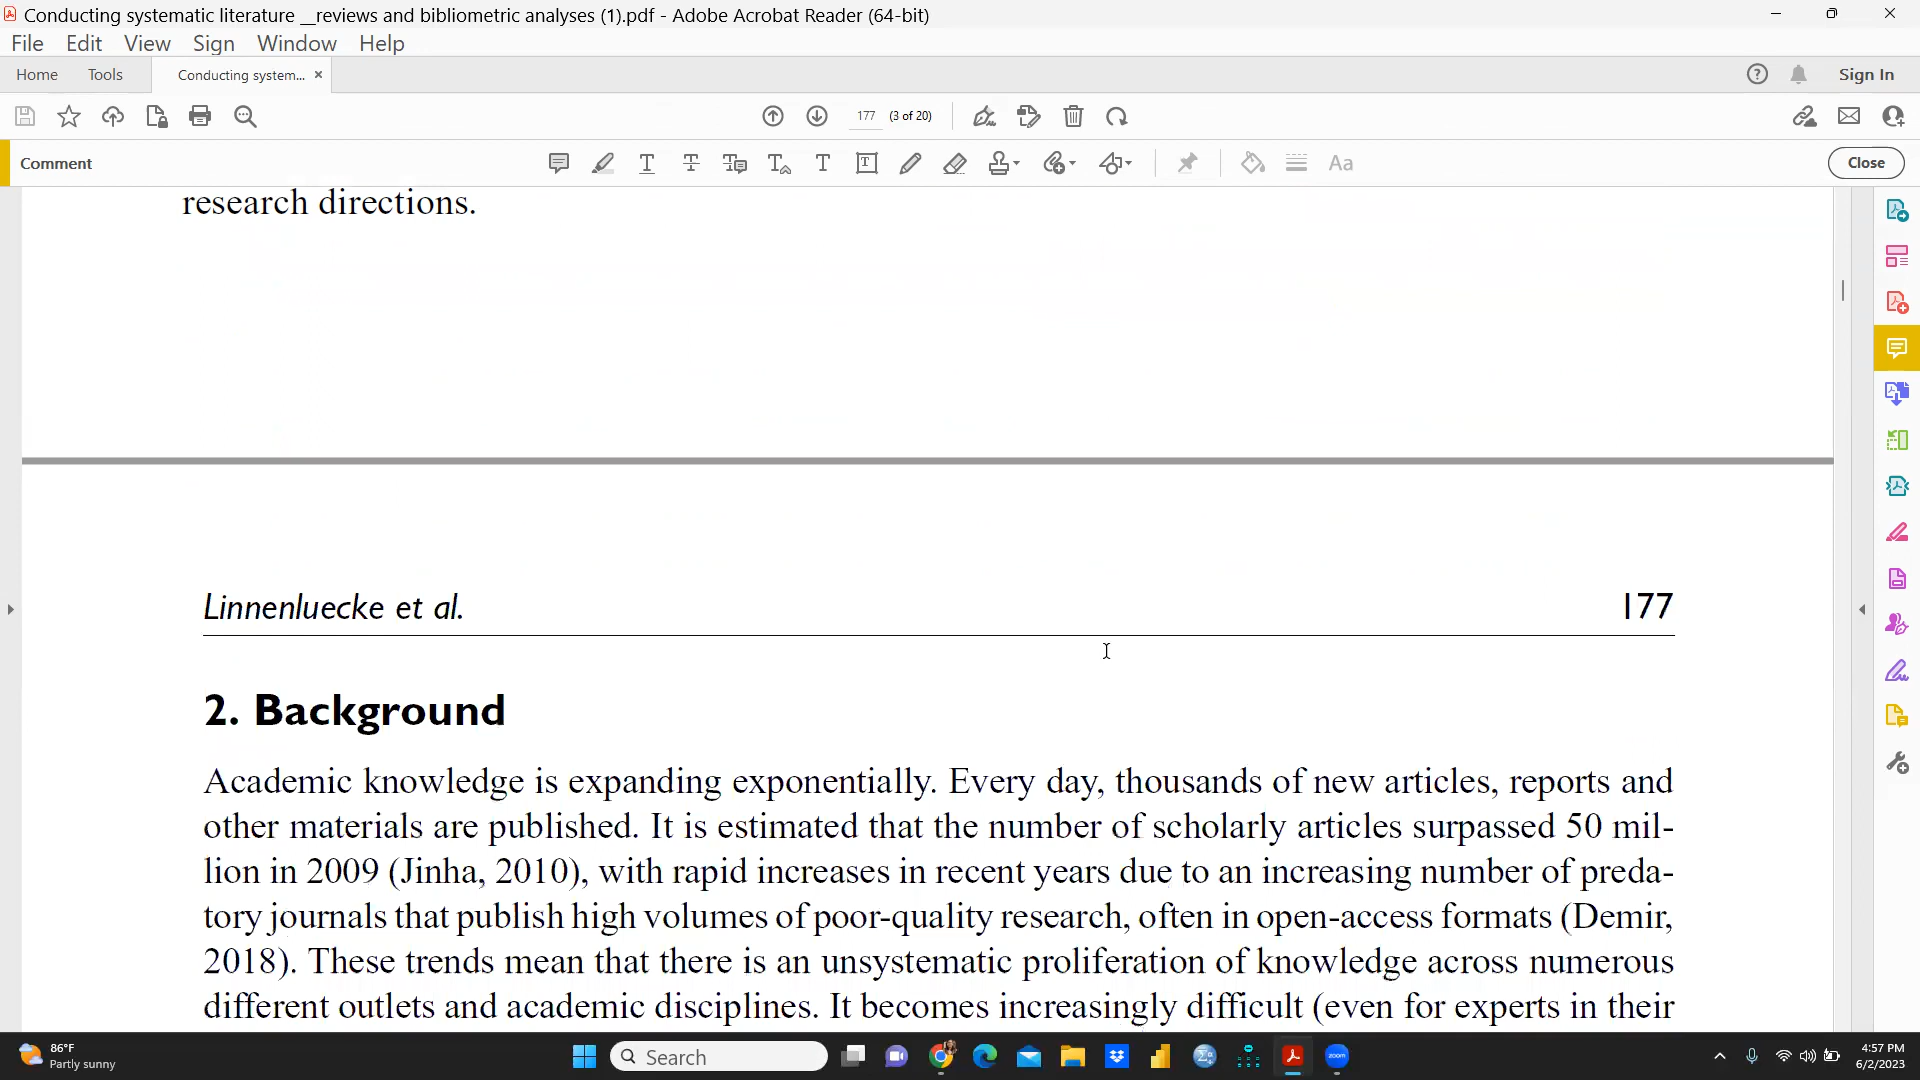 Conducting systematic literature __reviews and bibliometric analyses (1).pdf - Adobe Acrobat Reader (64-bit)
File Edit View Sign Window Help
Home Tools Conducting system... × Sign In
177 (3 of 20)
Comment Aa Close
research directions.
Linnenluecke et al. 177
2. Background
Academic knowledge is expanding exponentially. Every day, thousands of new articles, reports and
other materials are published. It is estimated that the number of scholarly articles surpassed 50 mil-
lion in 2009 (Jinha, 2010), with rapid increases in recent years due to an increasing number of preda-
tory journals that publish high volumes of poor-quality research, often in open-access formats (Demir,
2018). These trends mean that there is an unsystematic proliferation of knowledge across numerous
different outlets and academic disciplines. It becomes increasingly difficult (even for experts in their
86°F
Partly sunny
Search
zoom
4:57 PM
6/2/2023